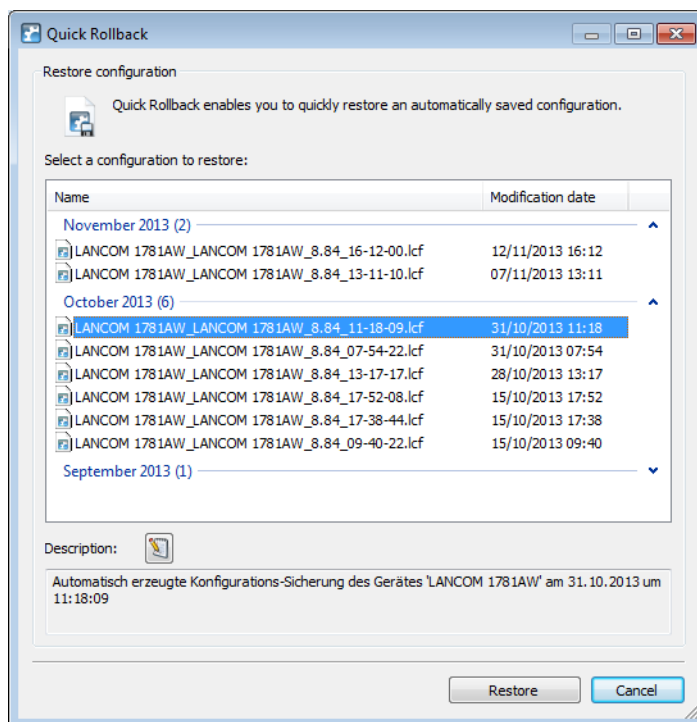 Quick Rollback
Restore configuration
Quick Rollback enables you to quickly restore an automatically saved configuration.
Select a configuration to restore:
Name Modification date
November 2013 (2)
LANCOM 1781AW_LANCOM 1781AW_8.84_16-12-00.lcf 12/11/2013 16:12
LANCOM 1781AW_LANCOM 1781AW_8.84_13-11-10.lcf 07/11/2013 13:11
October 2013 (6)
LANCOM 1781AW_LANCOM 1781AW_8.84_11-18-09.lcf 31/10/2013 11:18
LANCOM 1781AW_LANCOM 1781AW_8.84_07-54-22.lcf 31/10/2013 07:54
LANCOM 1781AW_LANCOM 1781AW_8.84_13-17-17.lcf 28/10/2013 13:17
LANCOM 1781AW_LANCOM 1781AW_8.84_17-52-08.lcf 15/10/2013 17:52
LANCOM 1781AW_LANCOM 1781AW_8.84_17-38-44.lcf 15/10/2013 17:38
LANCOM 1781AW_LANCOM 1781AW_8.84_09-40-22.lcf 15/10/2013 09:40
September 2013 (1)
Description:
Automatisch erzeugte Konfigurations-Sicherung des Gerätes 'LANCOM 1781AW' am 31.10.2013 um
11:18:09
Restore Cancel